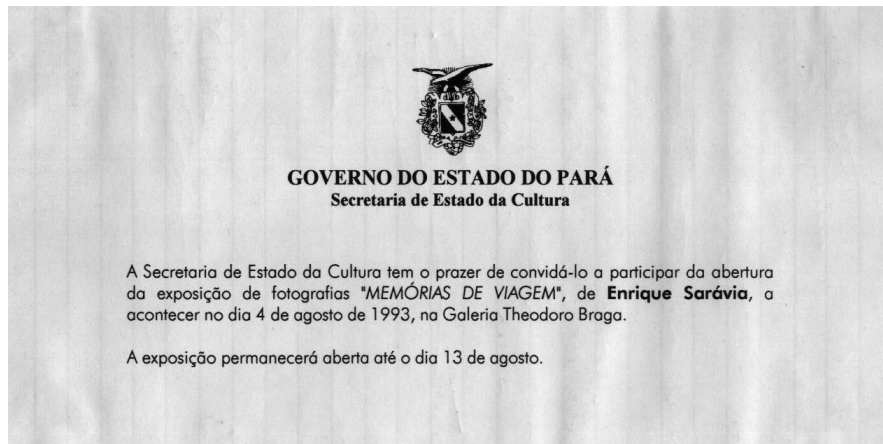 GOVERNO DO ESTADO DO PARÁ
Secretaria de Estado da Cultura
A Secretaria de Estado da Cultura tem o prazer de convidá-lo a participar da abertura
da exposição de fotografias "MEMÓRIAS DE VIAGEM", de Enrique Sarávia, a
acontecer no dia 4 de agosto de 1993, na Galeria Theodoro Braga.
A exposição permanecerá aberta até o dia 13 de agosto.